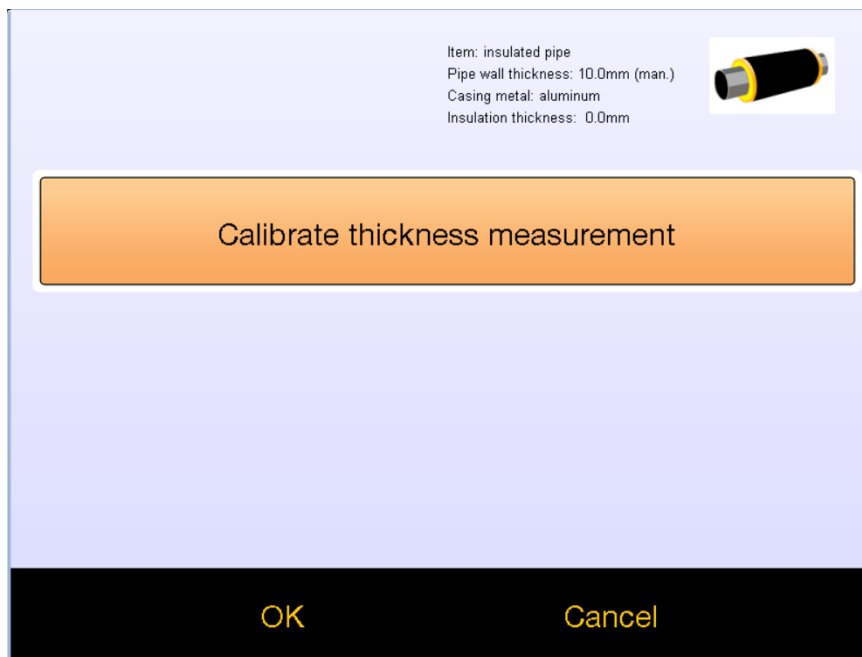 Item: insulated pipe
Pipe wall thickness: 10.0mm (man.)
Casing metal: aluminum
Insulation thickness: 0.0mm
Calibrate thickness measurement
OK Cancel